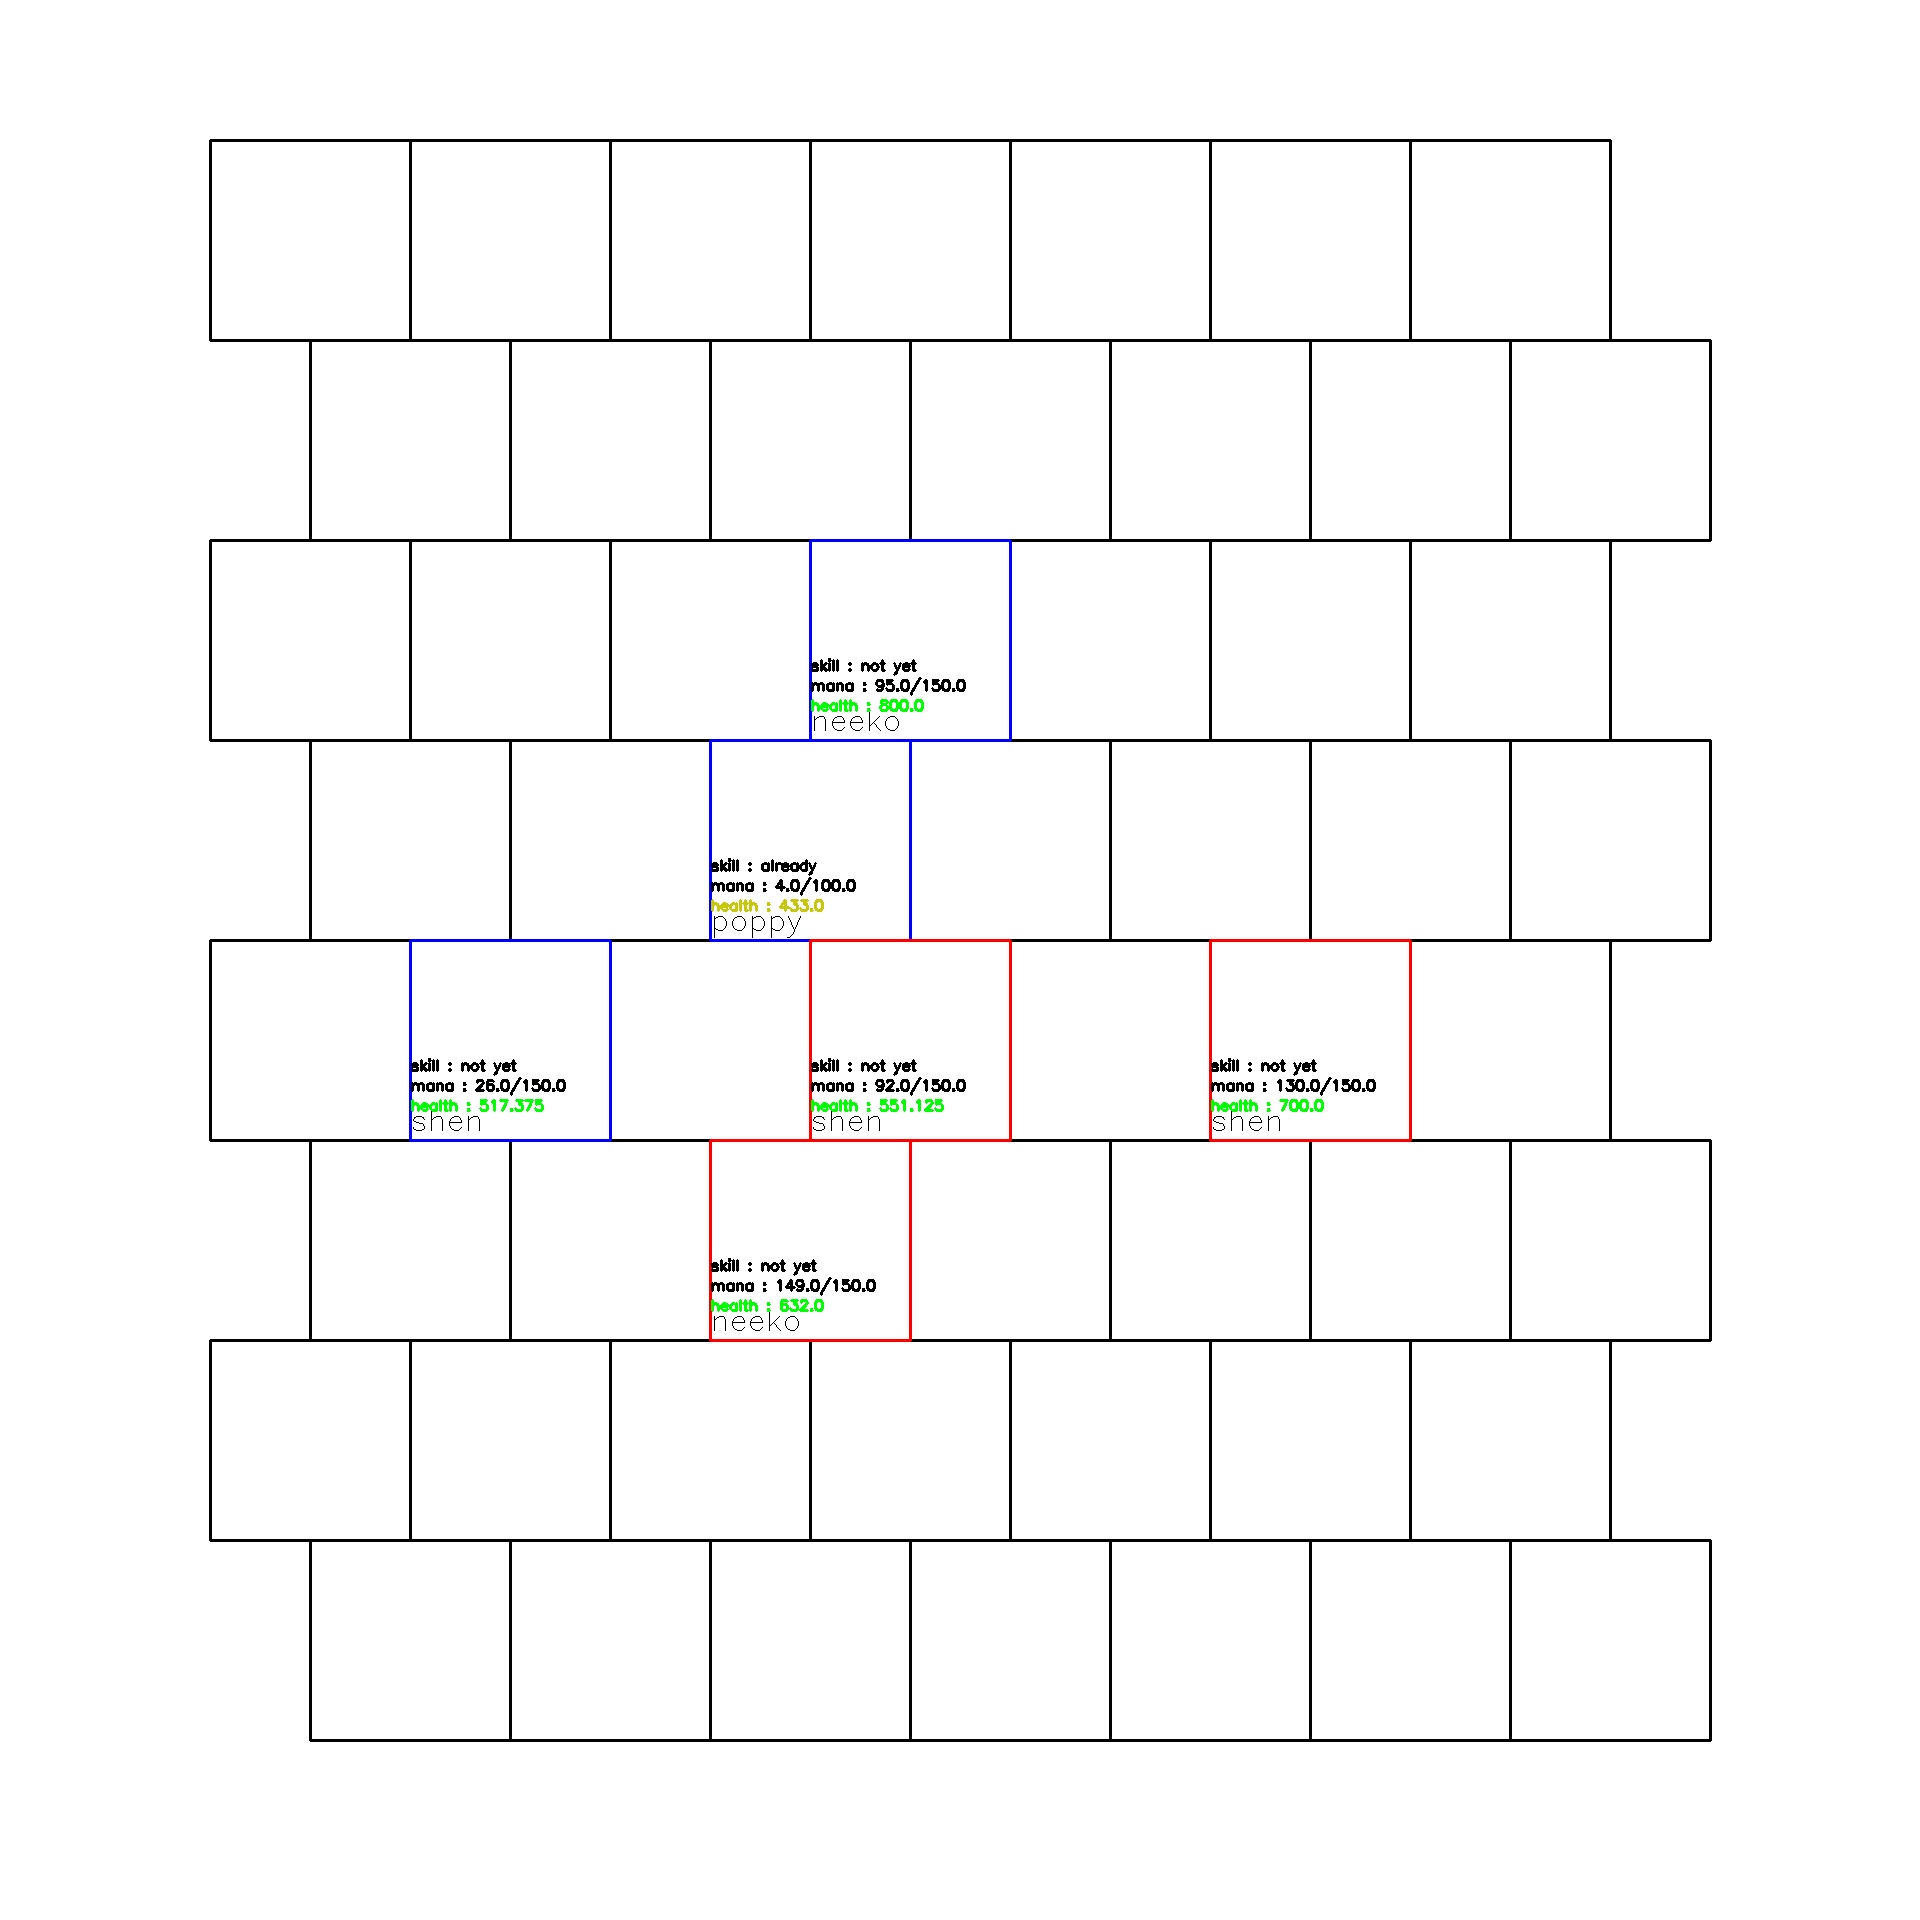 skill : not yet
mana : 95.0/150.0
health : 800.0
neeko
skill : already
mana : 4.0/100.0
health : 433.0
poppy
skill : not yet
mana : 26.0/150.0
health : 517.375
shen
skill : not yet
mana : 92.0/150.0
health : 551.125
shen
skill : not yet
mana : 130.0/150.0
health : 700.0
shen
skill : not yet
mana : 149.0/150.0
health : 632.0
neeko